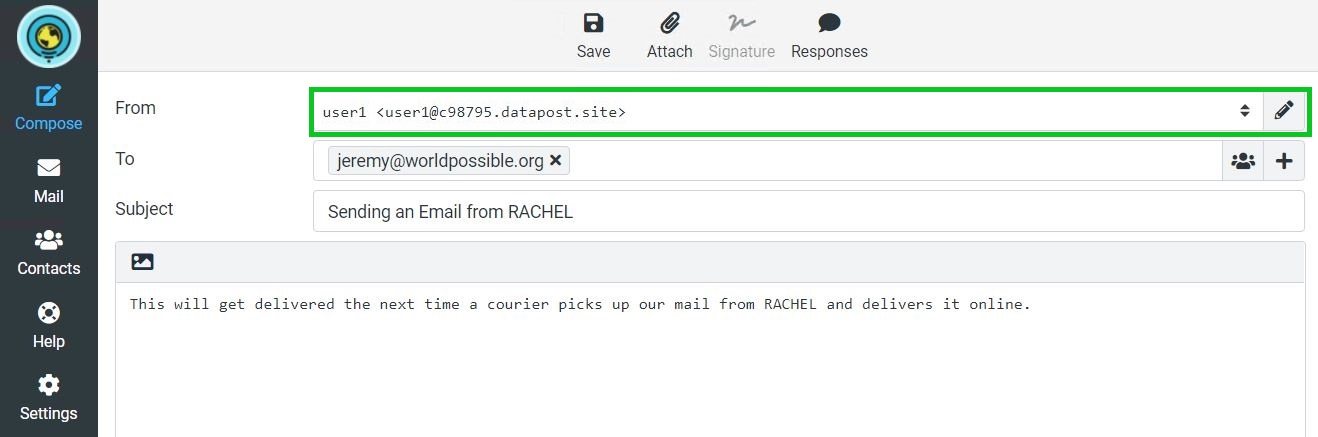 Save Attach Signature Responses
Compose
Mail
Contacts
Help
Settings
From user1 <user1@c98795.datapost.site>
To jeremy@worldpossible.org
Subject Sending an Email from RACHEL
This will get delivered the next time a courier picks up our mail from RACHEL and delivers it online.